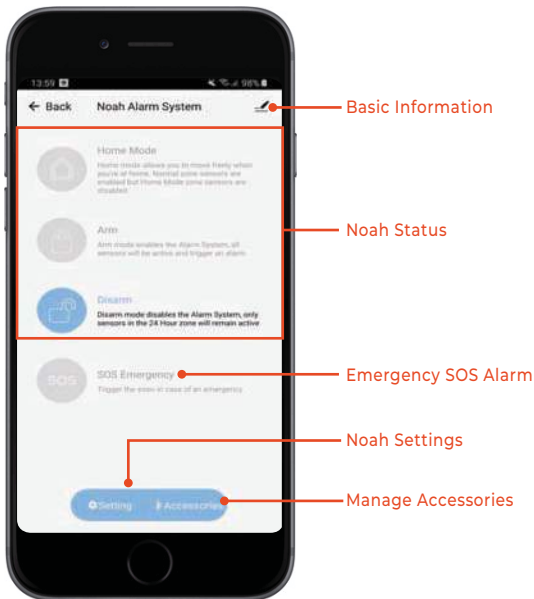 13:59 98%
← Back Noah Alarm System
Basic Information
Home Mode
Home mode allows you to move freely when
you're at home. Normal zone sensors are
enabled but Home Mode zone sensors are
disabled
Noah Status
Arm
Arm mode enables the Alarm System, all
sensors will be active and trigger an alarm
Disarm
Disarm mode disables the Alarm System, only
sensors in the 24 Hour zone will remain active
SOS
SOS Emergency
Emergency SOS Alarm
Trigger the siren in case of an emergency
Noah Settings
Setting Accessories
Manage Accessories